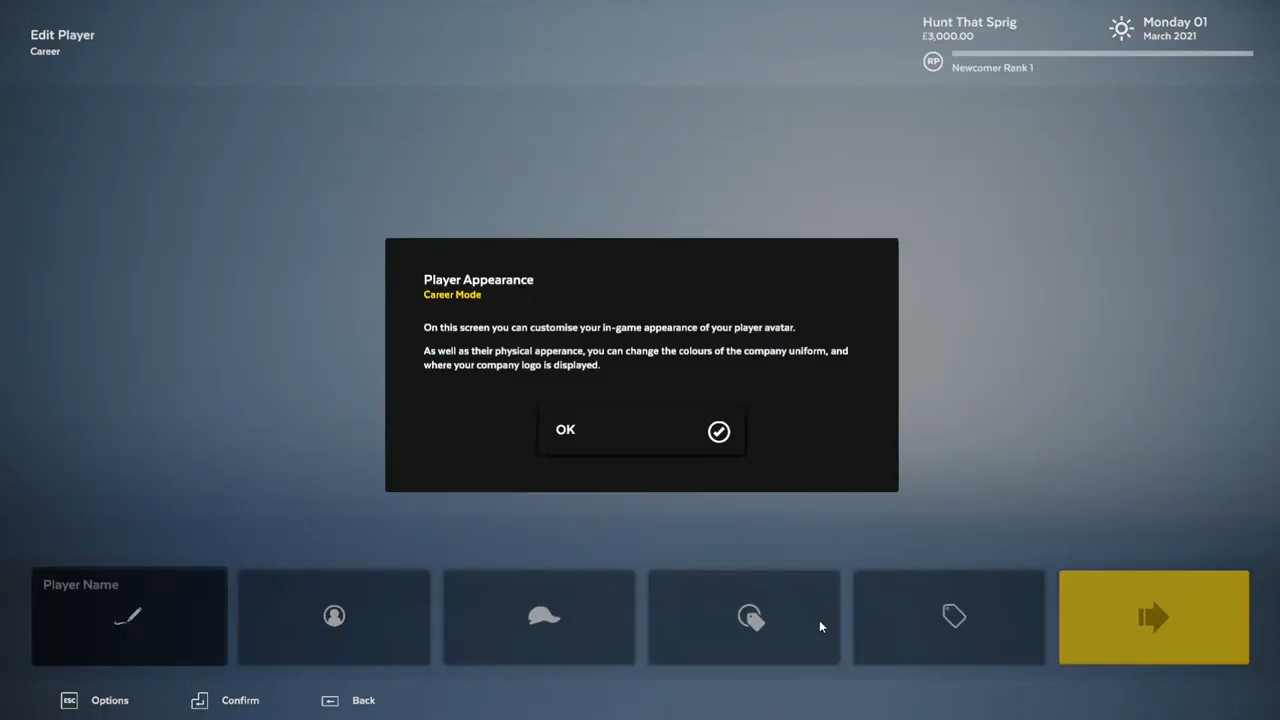 Edit Player
Career
Hunt That Sprig
£3,000.00
Monday 01
March 2021
RP
Newcomer Rank 1
Player Appearance
Career Mode
On this screen you can customise your in-game appearance of your player avatar.
As well as their physical apperance, you can change the colours of the company uniform, and
where your company logo is displayed.
OK
Player Name
ESC Options
Confirm
Back